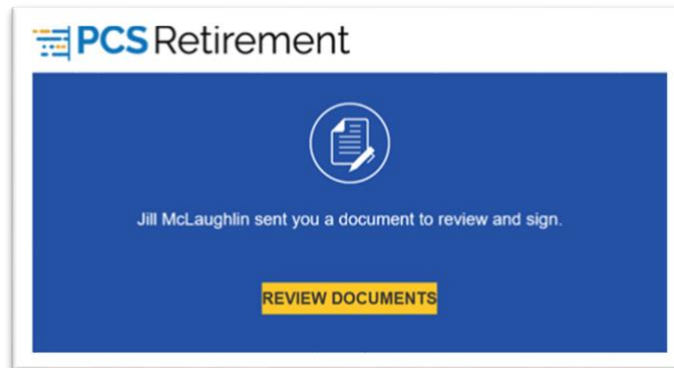 PCS Retirement
Jill McLaughlin sent you a document to review and sign.
REVIEW DOCUMENTS